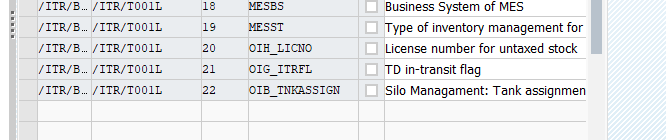 /ITR/B... /ITR/T001L 18 MESBS Business System of MES
/ITR/B... /ITR/T001L 19 MESST Type of inventory management for
/ITR/B... /ITR/T001L 20 OIH_LICNO License number for untaxed stock
/ITR/B... /ITR/T001L 21 OIG_ITRFL TD in-transit flag
/ITR/B... /ITR/T001L 22 OIB_TNKASSIGN Silo Managament: Tank assignmen